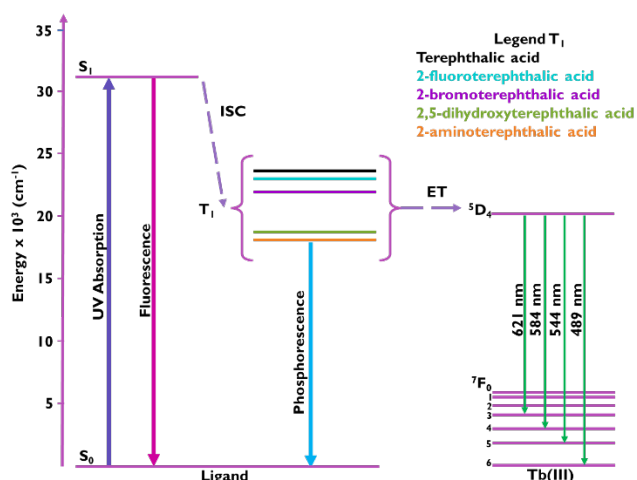 Energy x 10³ (cm⁻¹)
35
30
25
20
15
10
5
S₁
S₀
UV Absorption
Fluorescence
ISC
T₁
Phosphorescence
Ligand
Legend T₁
Terephthalic acid
2-fluoroterephthalic acid
2-bromoterephthalic acid
2,5-dihydroxyterephthalic acid
2-aminoterephthalic acid
ET
⁵D₄
621 nm
584 nm
544 nm
489 nm
⁷F₀
1
2
3
4
5
6
Tb(III)